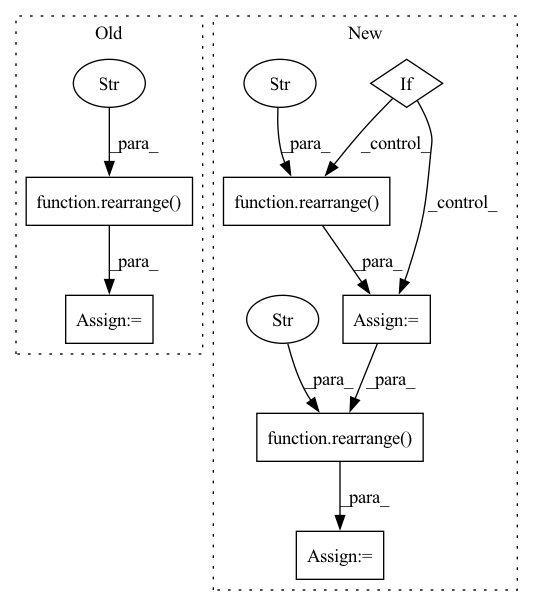 Old
New
Str
Str
If
_para_
_para_
_control_
function.rearrange()
function.rearrange()
_control_
_para_
_para_
Assign:=
Str
Assign:=
_para_
_para_
function.rearrange()
_para_
Assign:=